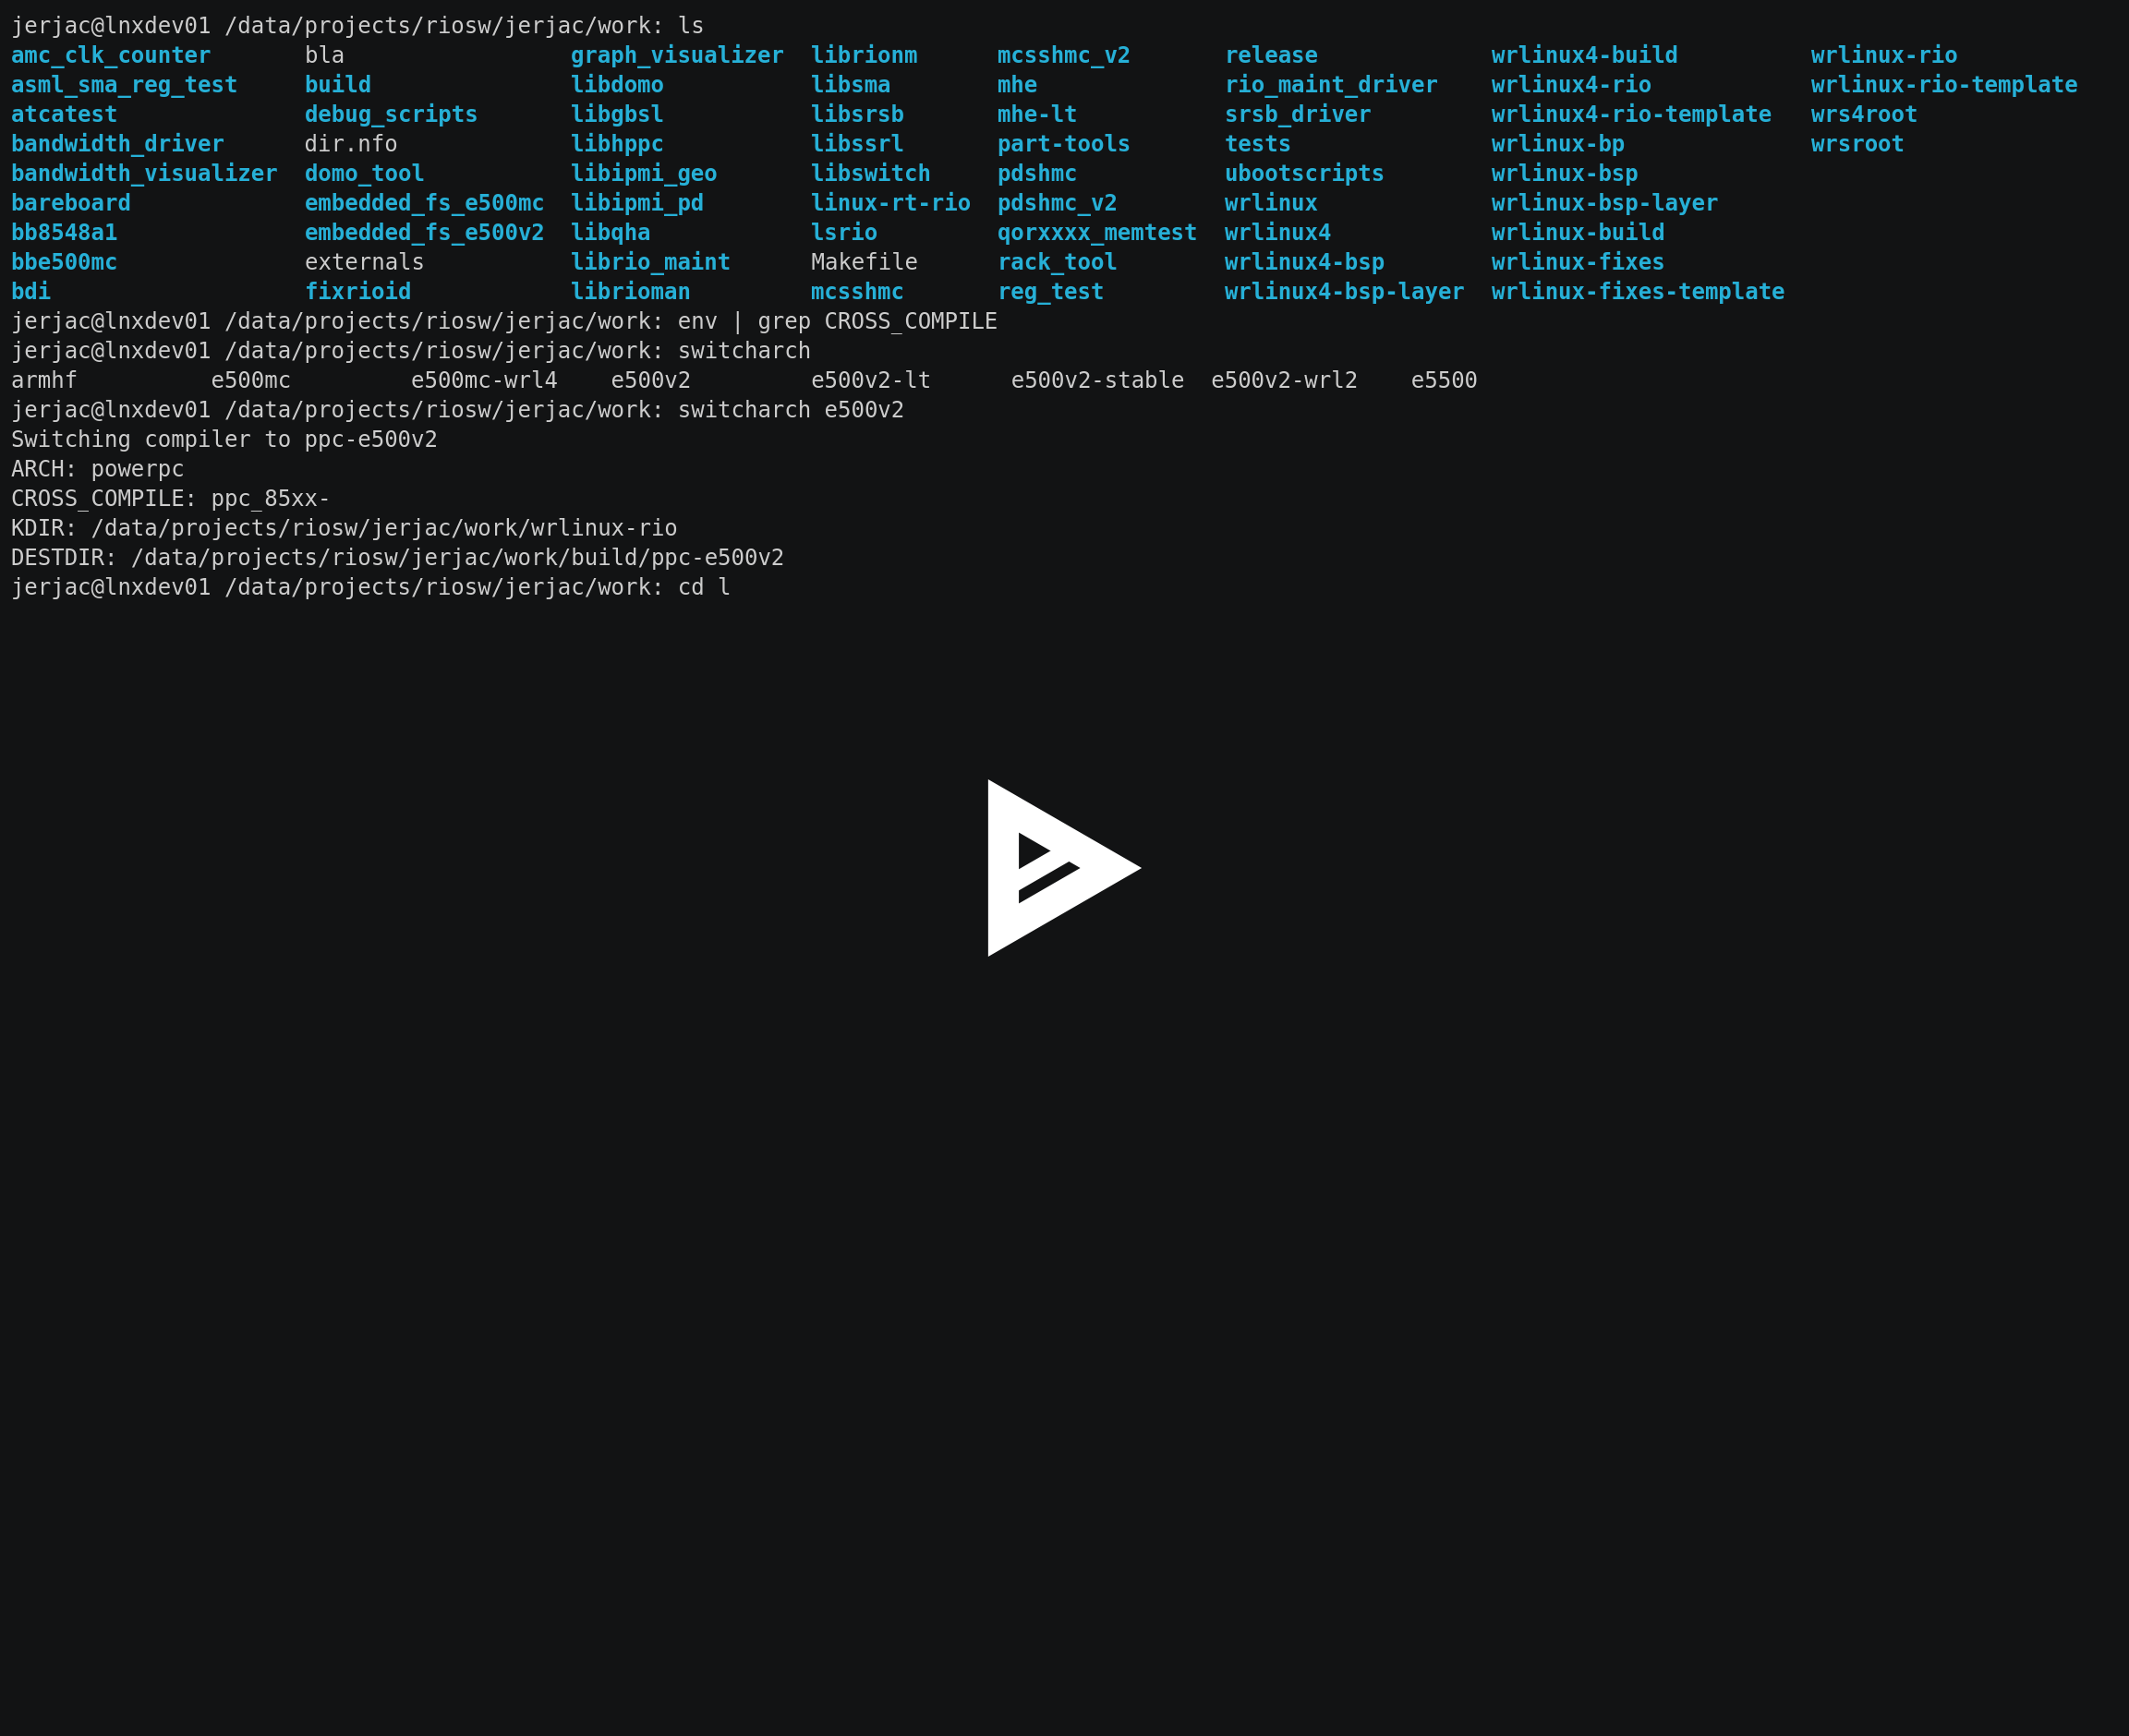 jerjac@lnxdev01 /data/projects/riosw/jerjac/work: ls
amc_clk_counter       bla                 graph_visualizer  librionm      mcsshmc_v2       release             wrlinux4-build          wrlinux-rio
asml_sma_reg_test     build               libdomo           libsma        mhe              rio_maint_driver    wrlinux4-rio            wrlinux-rio-template
atcatest              debug_scripts       libgbsl           libsrsb       mhe-lt           srsb_driver         wrlinux4-rio-template   wrs4root
bandwidth_driver      dir.nfo             libhppc           libssrl       part-tools       tests               wrlinux-bp              wrsroot
bandwidth_visualizer  domo_tool           libipmi_geo       libswitch     pdshmc           ubootscripts        wrlinux-bsp
bareboard             embedded_fs_e500mc  libipmi_pd        linux-rt-rio  pdshmc_v2        wrlinux             wrlinux-bsp-layer
bb8548a1              embedded_fs_e500v2  libqha            lsrio         qorxxxx_memtest  wrlinux4            wrlinux-build
bbe500mc              externals           librio_maint      Makefile      rack_tool        wrlinux4-bsp        wrlinux-fixes
bdi                   fixrioid            librioman         mcsshmc       reg_test         wrlinux4-bsp-layer  wrlinux-fixes-template
jerjac@lnxdev01 /data/projects/riosw/jerjac/work: env | grep CROSS_COMPILE
jerjac@lnxdev01 /data/projects/riosw/jerjac/work: switcharch
armhf          e500mc         e500mc-wrl4    e500v2         e500v2-lt      e500v2-stable  e500v2-wrl2    e5500
jerjac@lnxdev01 /data/projects/riosw/jerjac/work: switcharch e500v2
Switching compiler to ppc-e500v2
ARCH: powerpc
CROSS_COMPILE: ppc_85xx-
KDIR: /data/projects/riosw/jerjac/work/wrlinux-rio
DESTDIR: /data/projects/riosw/jerjac/work/build/ppc-e500v2
jerjac@lnxdev01 /data/projects/riosw/jerjac/work: cd l